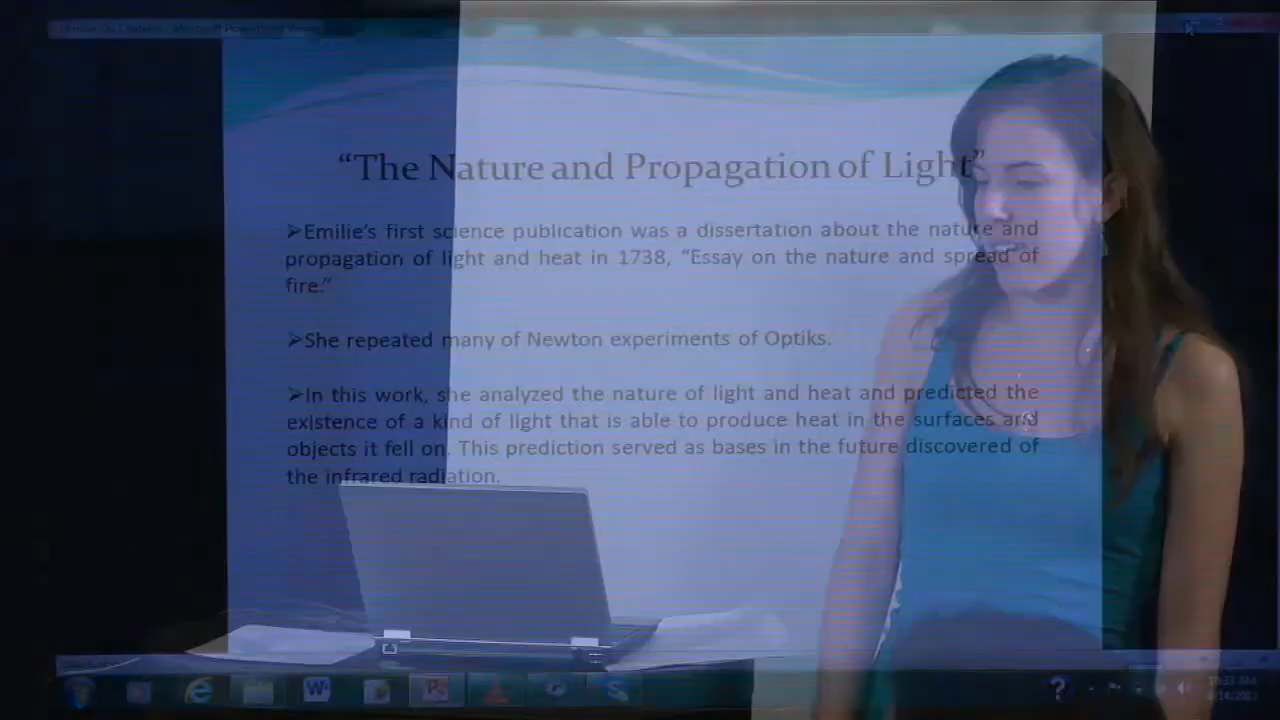 “The Nature and Propagation of Light”
➢Emilie’s first science publication was a dissertation about the nature and
propagation of light and heat in 1738, “Essay on the nature and spread of
fire.”
➢She repeated many of Newton experiments of Optiks.
➢In this work, she analyzed the nature of light and heat and predicted the
existence of a kind of light that is able to produce heat in the surfaces and
objects it fell on. This prediction served as bases in the future discovered of
the infrared radiation.